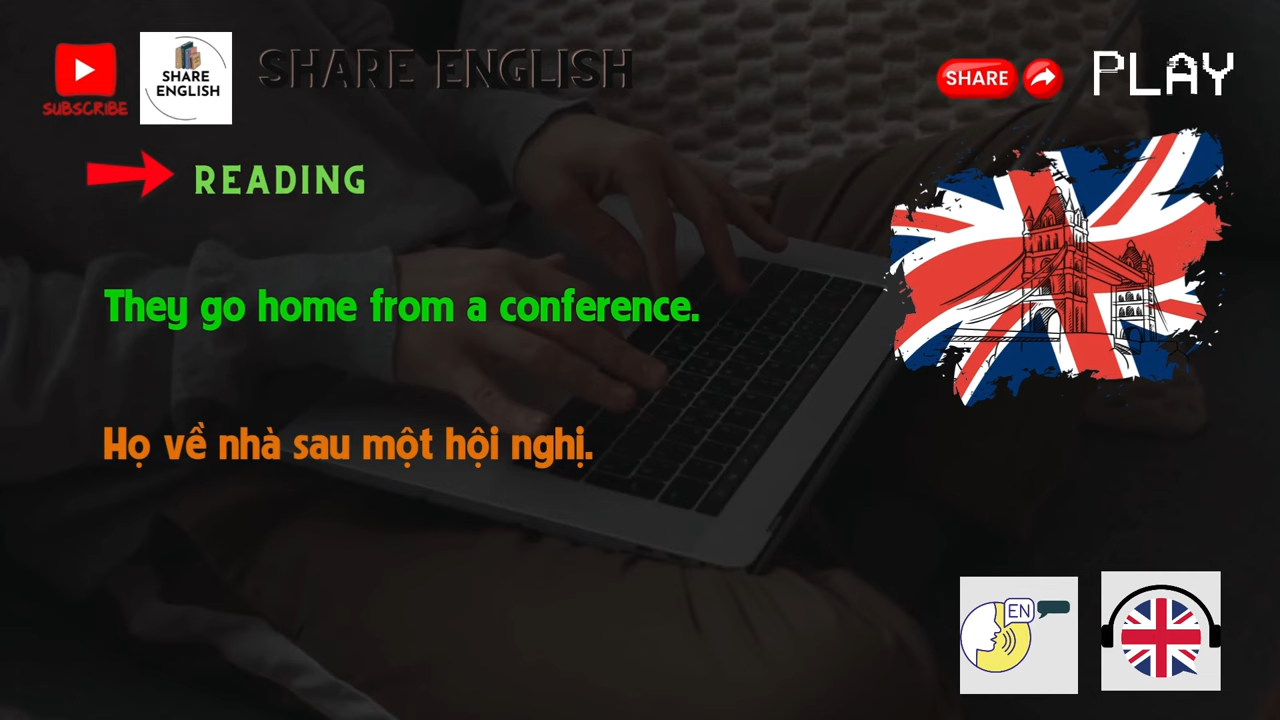 SUBSCRIBE
SHARE
ENGLISH
SHARE ENGLISH
SHARE
PLAY
READING
They go home from a conference.
Họ về nhà sau một hội nghị.
EN